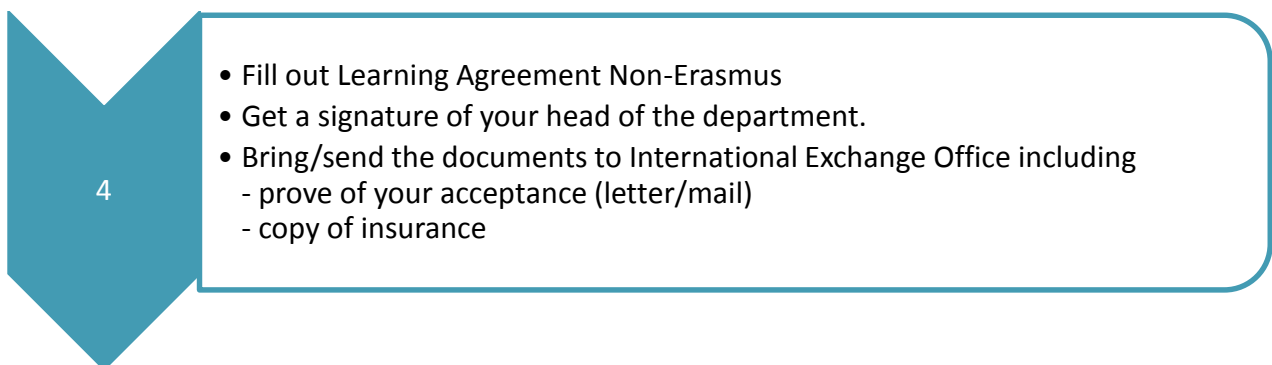 4
• Fill out Learning Agreement Non-Erasmus
• Get a signature of your head of the department.
• Bring/send the documents to International Exchange Office including
- prove of your acceptance (letter/mail)
- copy of insurance